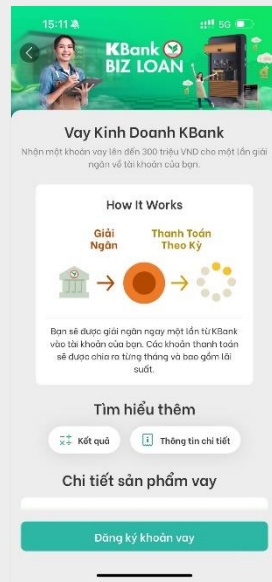 15:11
5G
KBank
BIZ LOAN
Vay Kinh Doanh KBank
Nhận một khoản vay lên đến 300 triệu VND cho một lần giải
ngân về tài khoản của bạn.
How It Works
Giải
Ngân
Thanh Toán
Theo Kỳ
Bạn sẽ được giải ngân ngay một lần từ KBank
vào tài khoản của bạn. Các khoản thanh toán
sẽ được chia ra từng tháng và bao gồm lãi
suất.
Tìm hiểu thêm
Kết quả
Thông tin chi tiết
Chi tiết sản phẩm vay
Đăng ký khoản vay